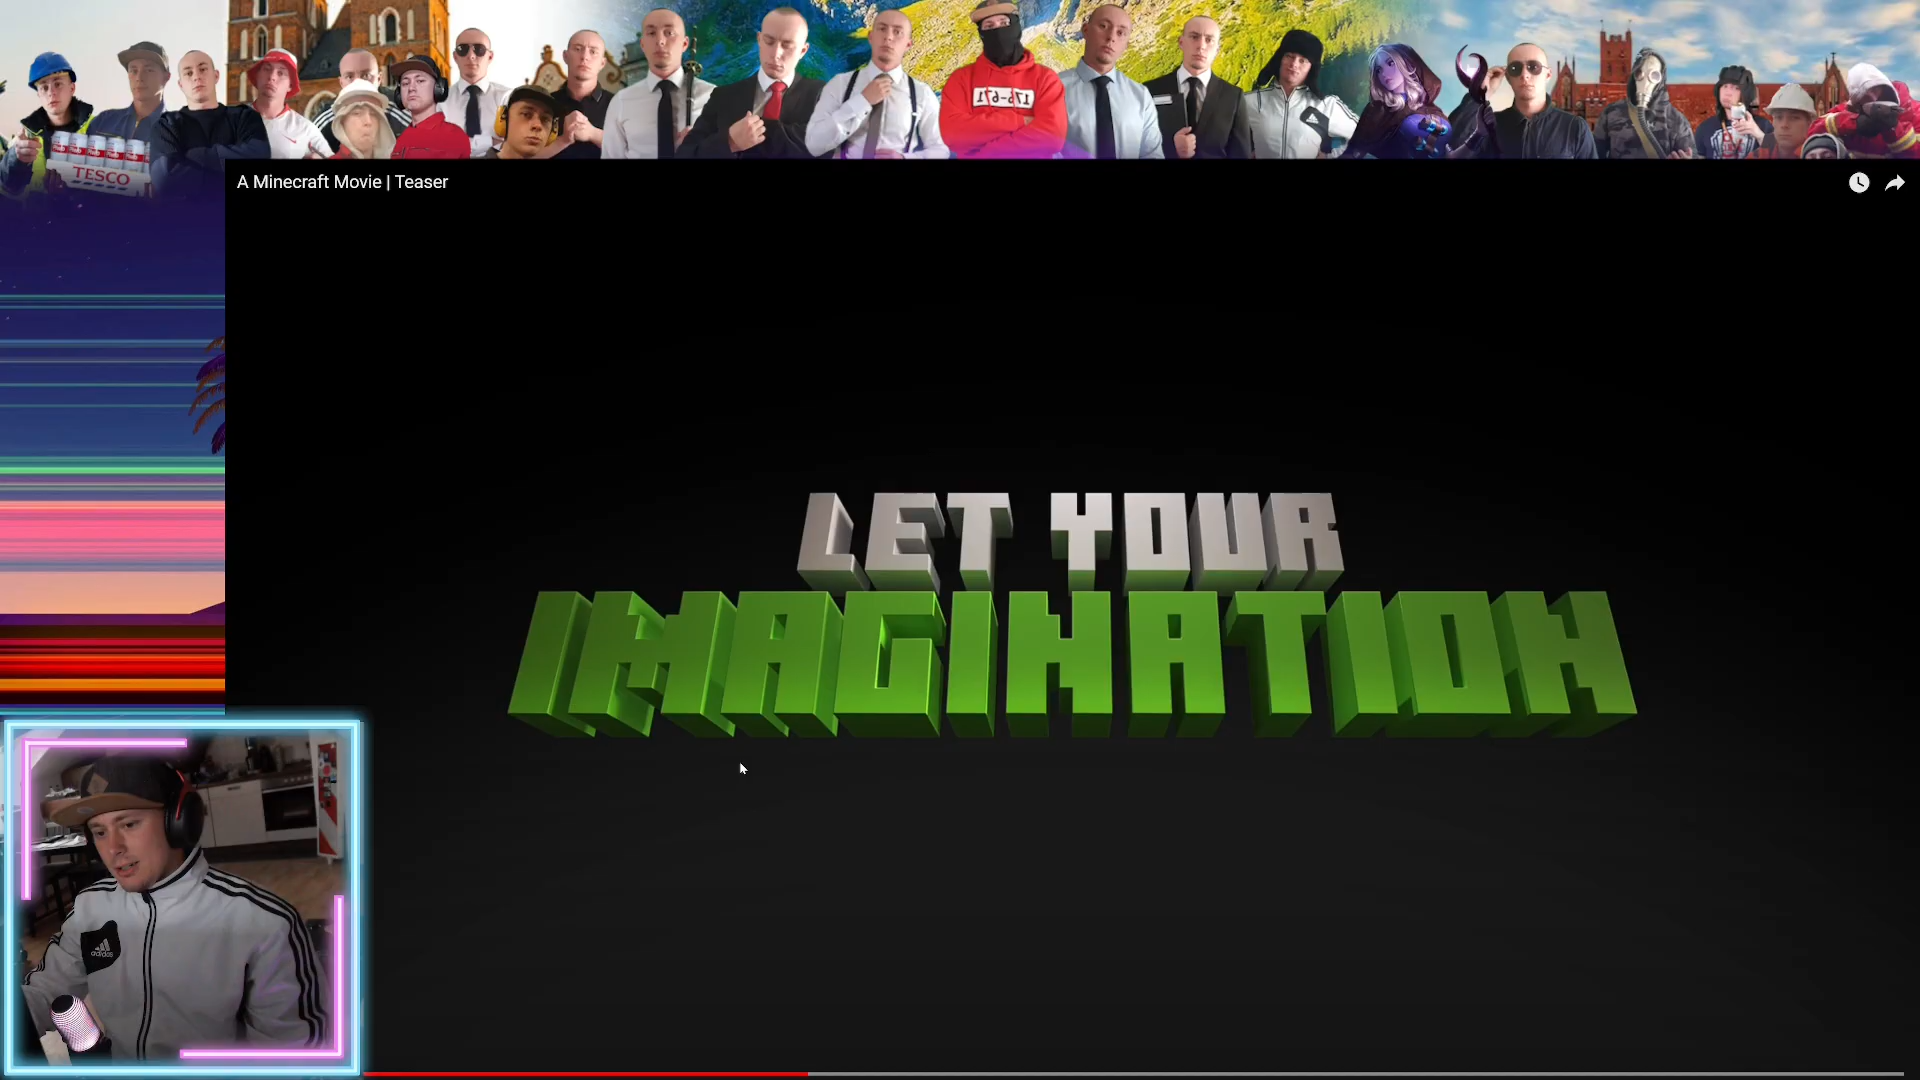 TESCO
A Minecraft Movie | Teaser
LET YOUR
IMAGINATION
adidas